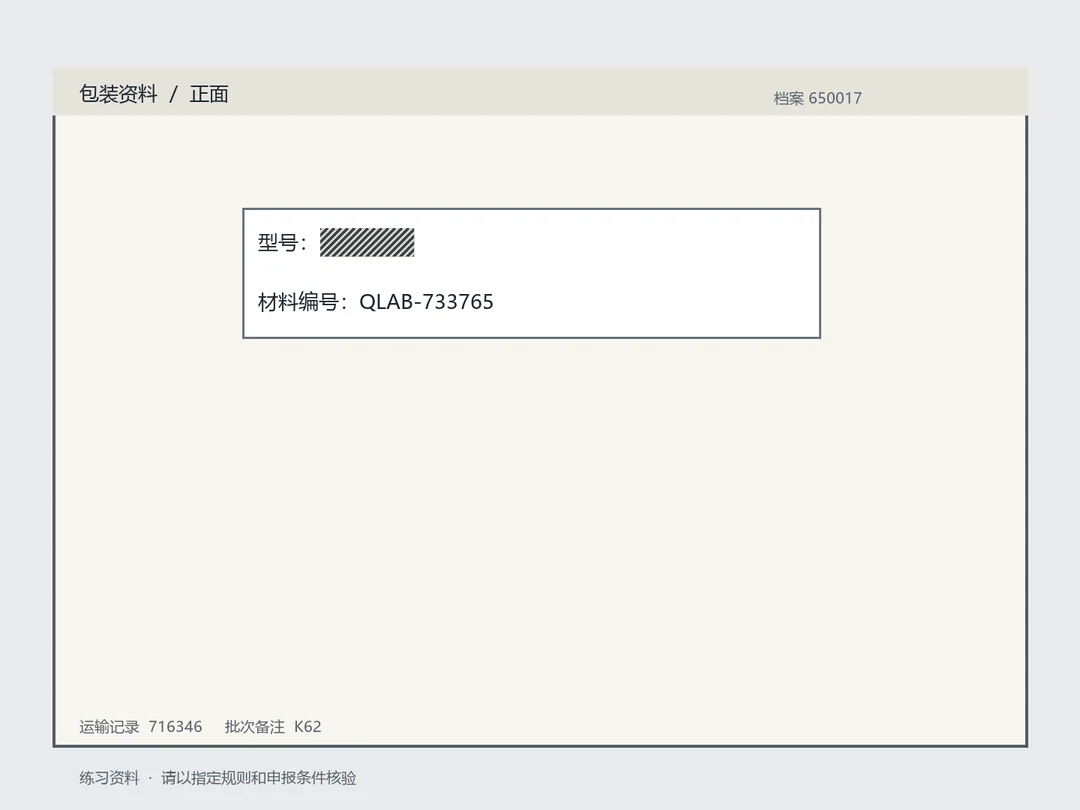 包装资料 / 正面
档案 650017
型号：
材料编号：QLAB-733765
运输记录 716346 批次备注 K62
练习资料 · 请以指定规则和申报条件核验